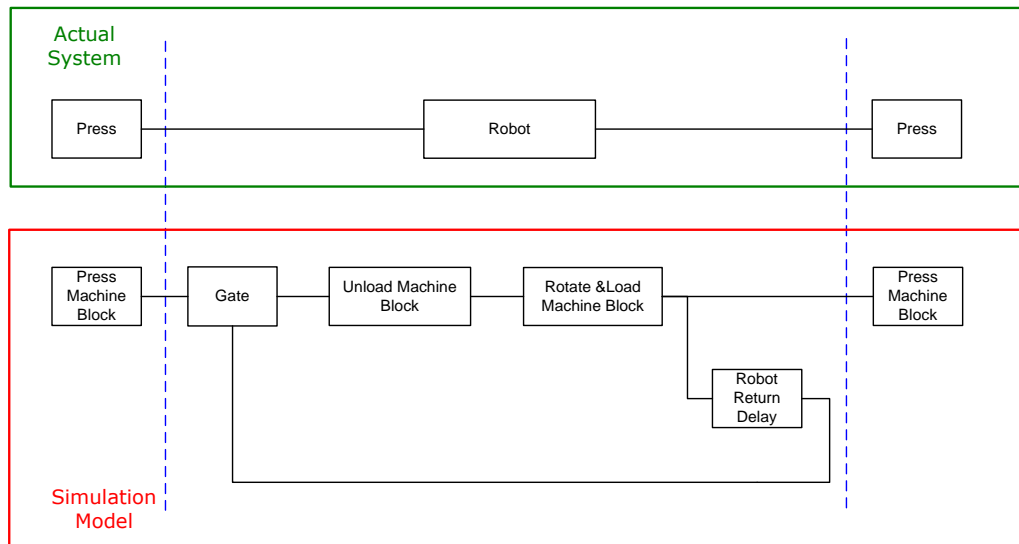 Actual
System
Press
Robot
Press
Press
Machine
Block
Gate
Unload Machine
Block
Rotate &Load
Machine Block
Press
Machine
Block
Robot
Return
Delay
Simulation
Model